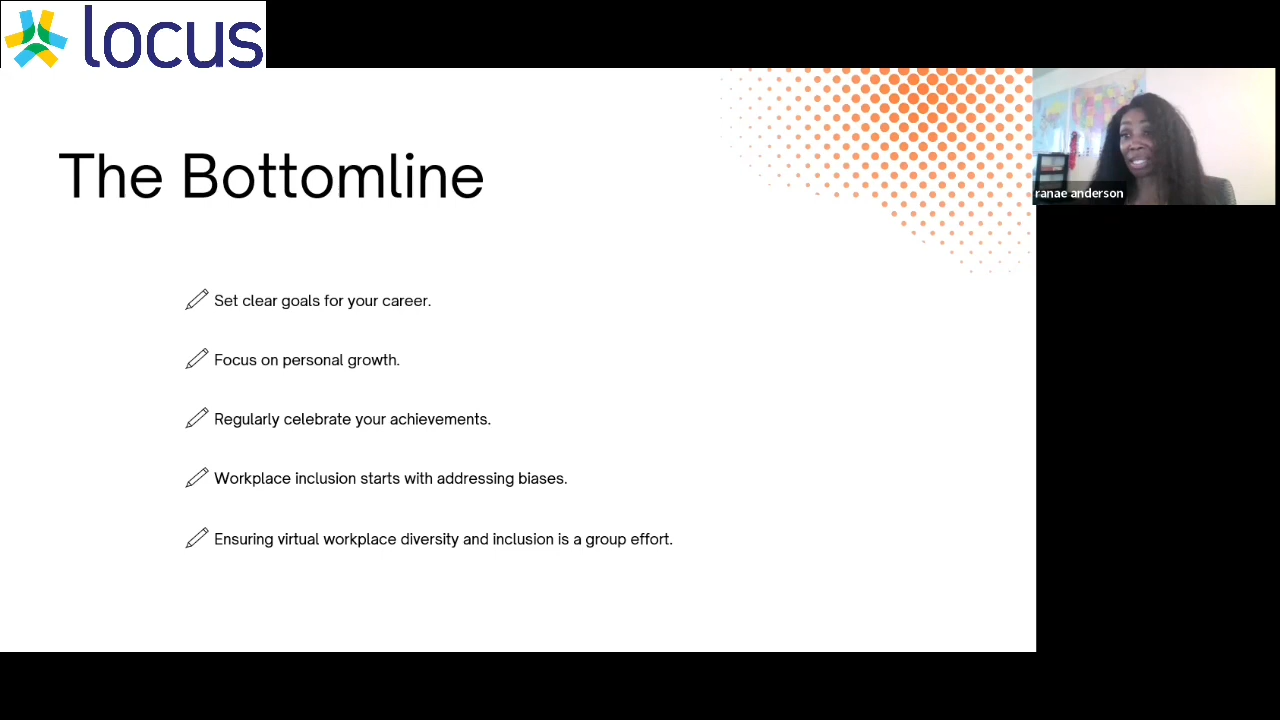 locus
The Bottomline
ranae anderson
Set clear goals for your career.
Focus on personal growth.
Regularly celebrate your achievements.
Workplace inclusion starts with addressing biases.
Ensuring virtual workplace diversity and inclusion is a group effort.